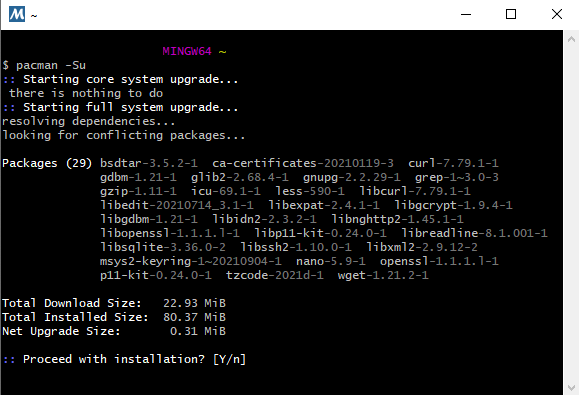 M ~
MINGW64 ~
$ pacman -Su
:: Starting core system upgrade...
there is nothing to do
:: Starting full system upgrade...
resolving dependencies...
looking for conflicting packages...
Packages (29) bsdtar-3.5.2-1 ca-certificates-20210119-3 curl-7.79.1-1
gdbm-1.21-1 glib2-2.68.4-1 gnupg-2.2.29-1 grep-1~3.0-3
gzip-1.11-1 icu-69.1-1 less-590-1 libcurl-7.79.1-1
libedit-20210714_3.1-1 libexpat-2.4.1-1 libgcrypt-1.9.4-1
libgdbm-1.21-1 libidn2-2.3.2-1 libnghttp2-1.45.1-1
libopenssl-1.1.1.l-1 libp11-kit-0.24.0-1 libreadline-8.1.001-1
libsqlite-3.36.0-2 libssh2-1.10.0-1 libxml2-2.9.12-2
msys2-keyring-1~20210904-1 nano-5.9-1 openssl-1.1.1.l-1
p11-kit-0.24.0-1 tzcode-2021d-1 wget-1.21.2-1
Total Download Size: 22.93 MiB
Total Installed Size: 80.37 MiB
Net Upgrade Size: 0.31 MiB
:: Proceed with installation? [Y/n]